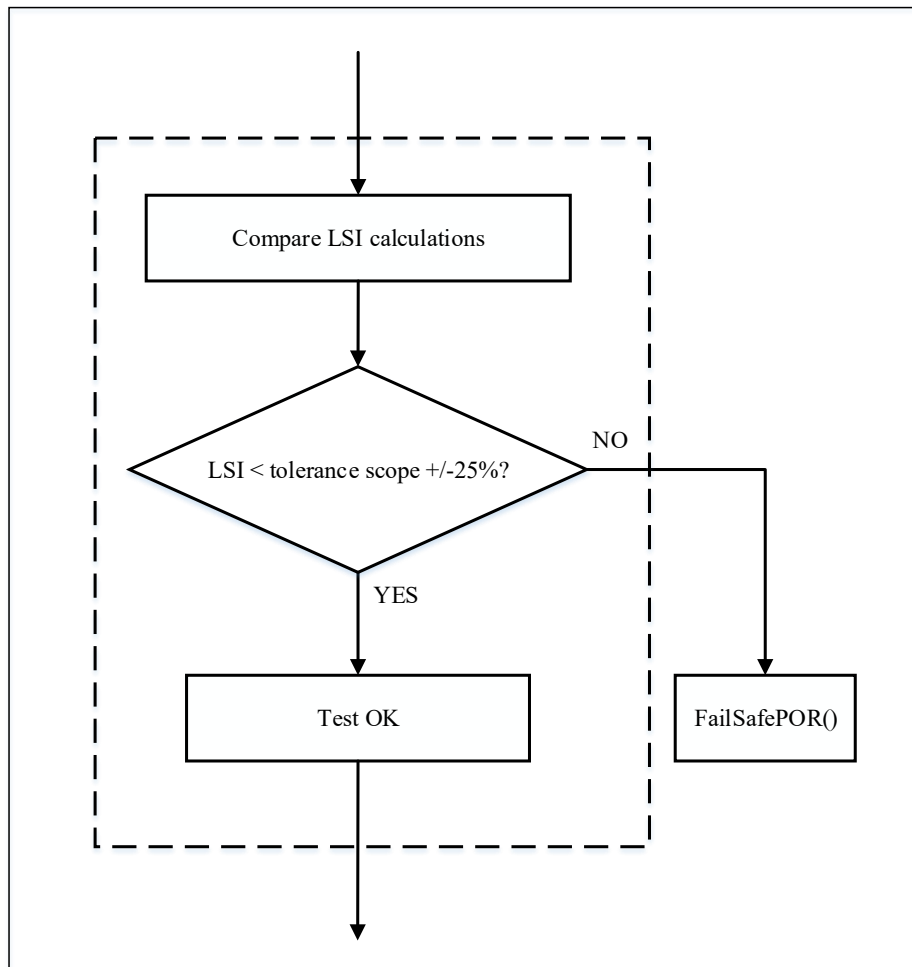 Compare LSI calculations
LSI < tolerance scope +/-25%?
NO
YES
Test OK
FailSafePOR()